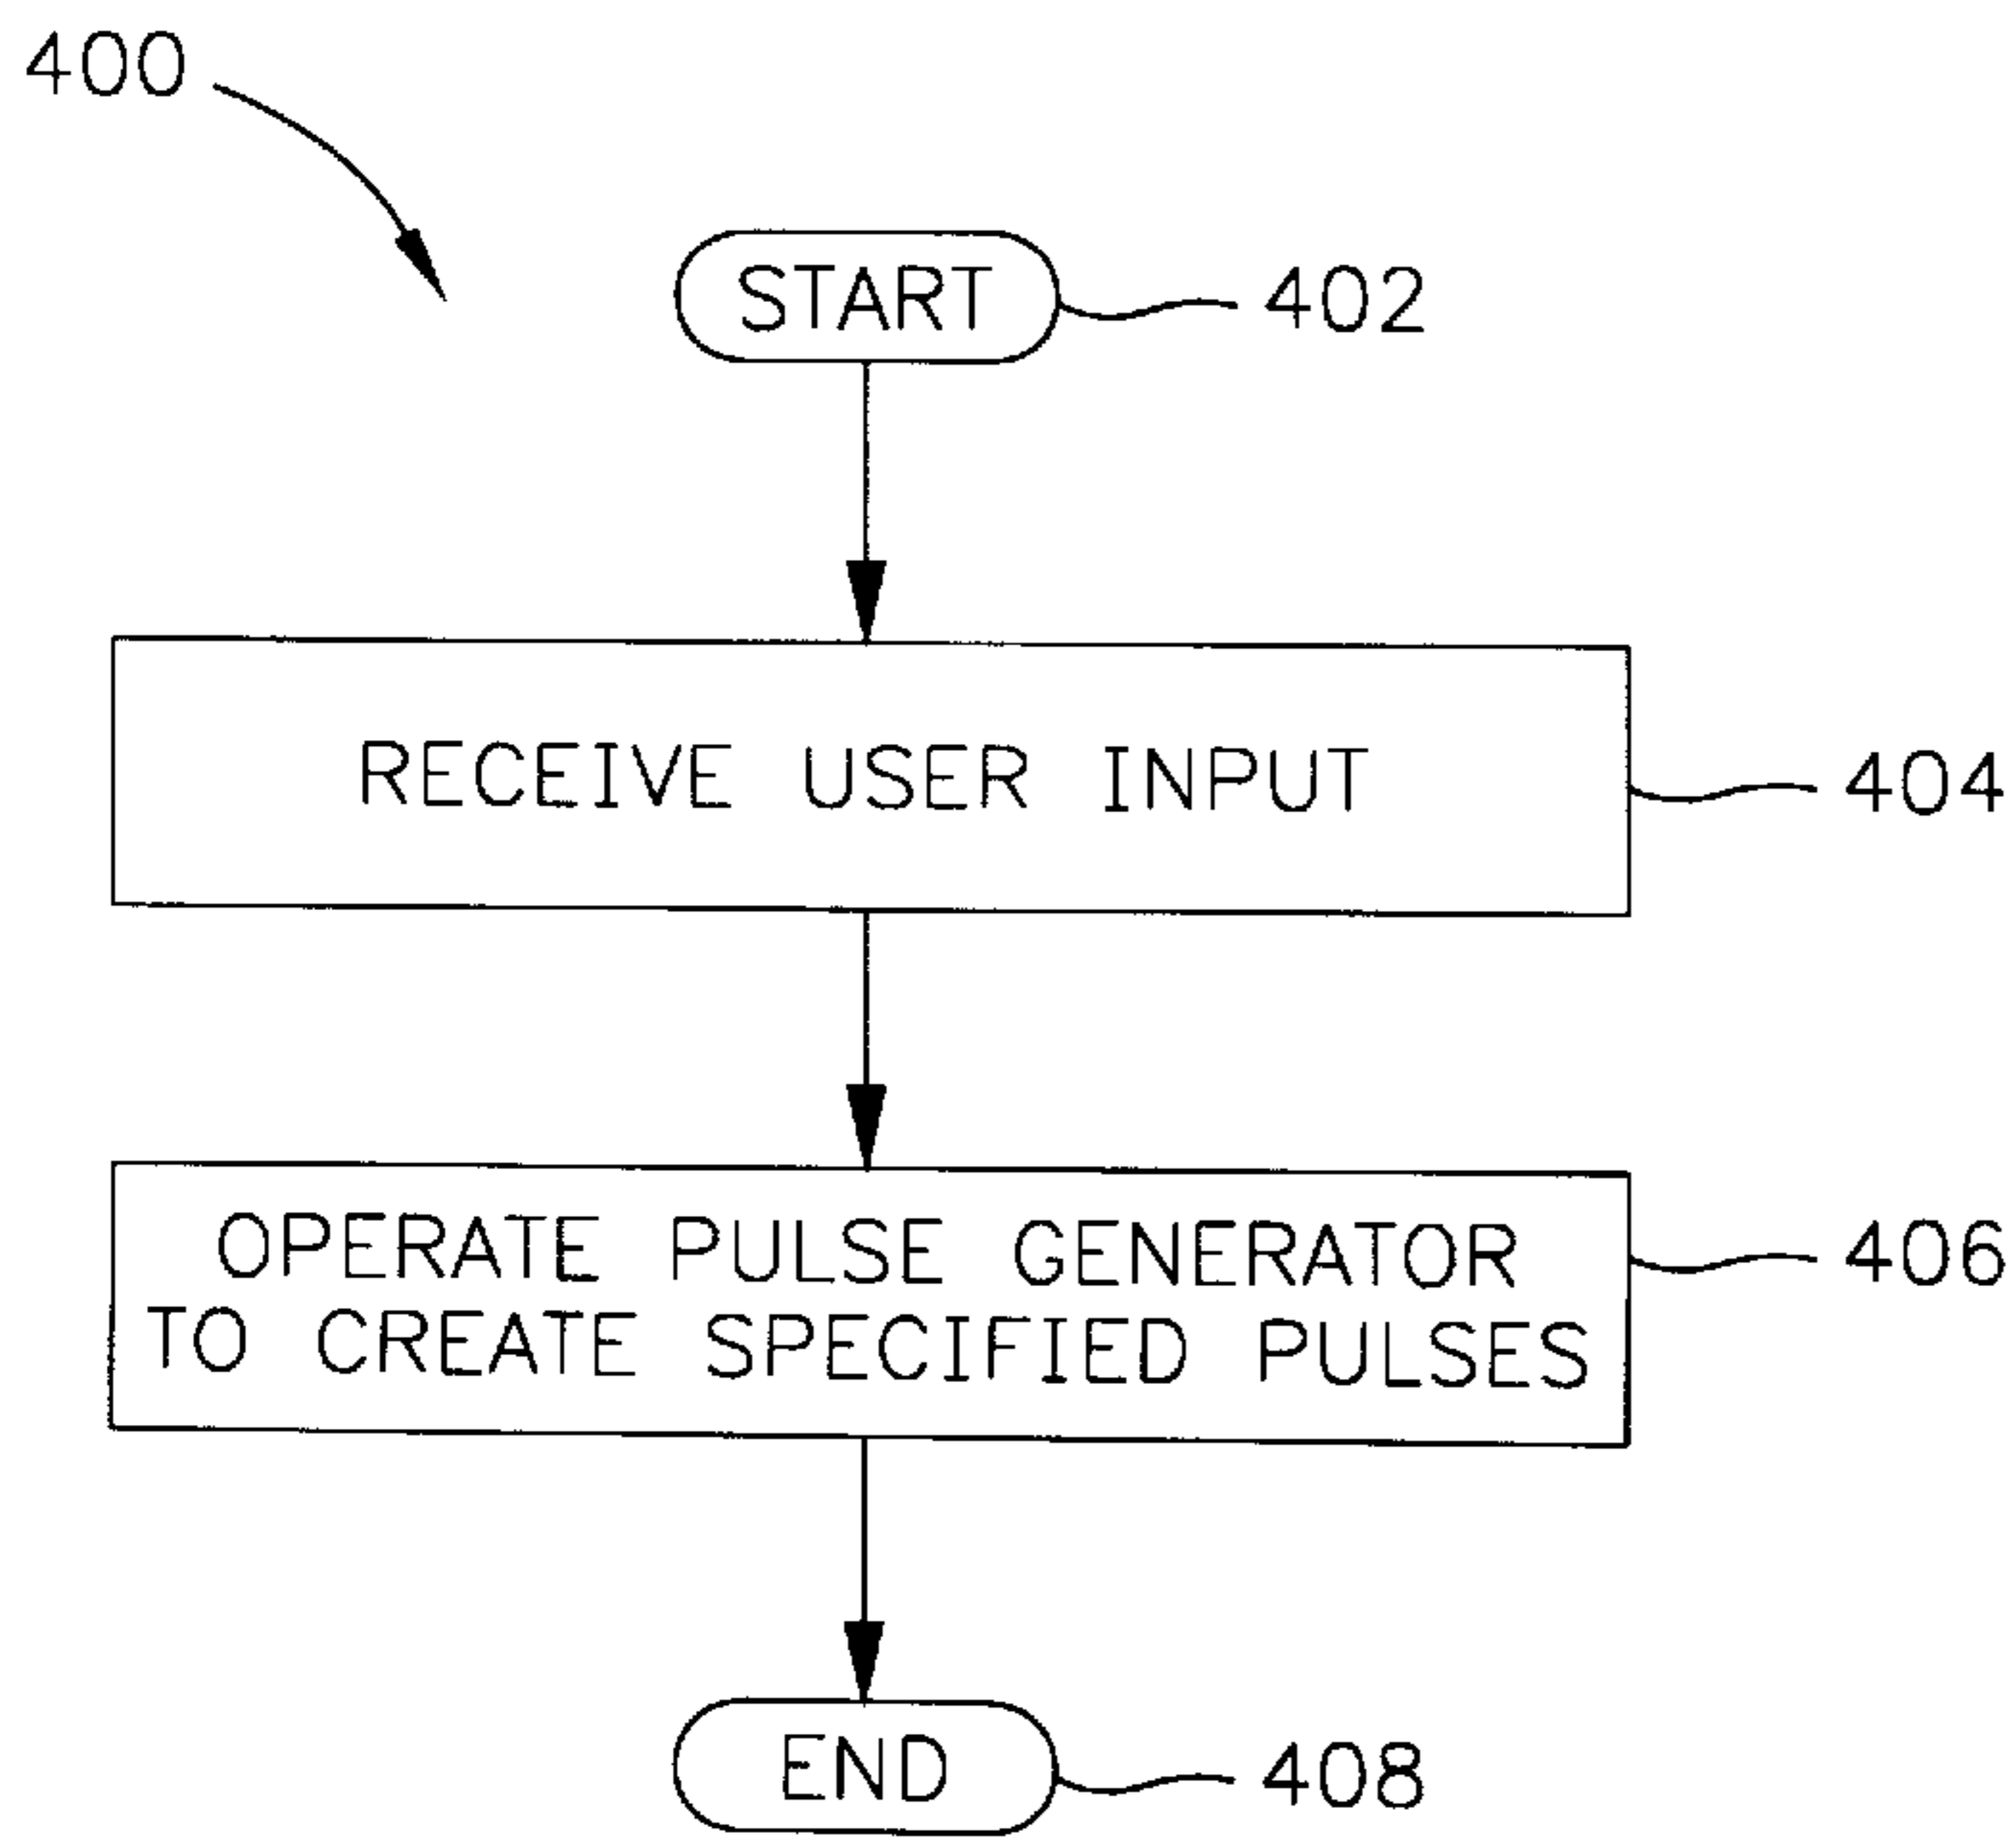 400
START
402
RECEIVE USER INPUT
404
OPERATE PULSE GENERATOR
TO CREATE SPECIFIED PULSES
406
END
408